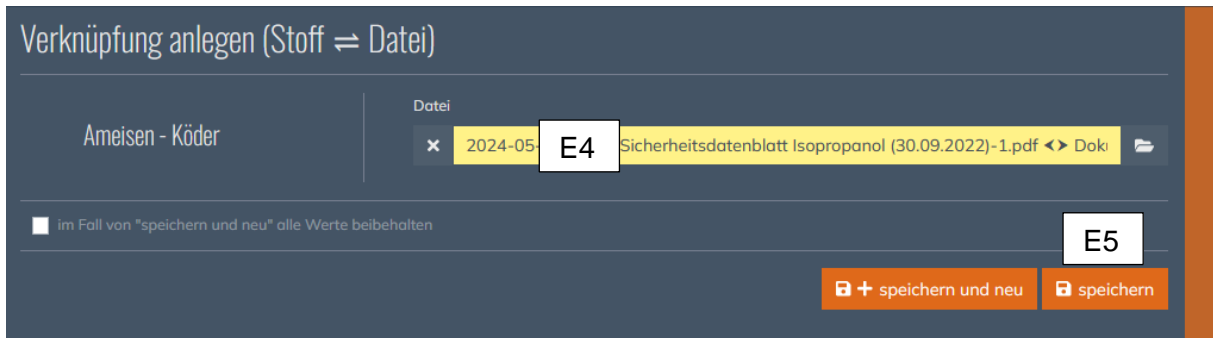 Verknüpfung anlegen (Stoff ⇌ Datei)
Ameisen - Köder
Datei
2024-05- E4 Sicherheitsdatenblatt Isopropanol (30.09.2022)-1.pdf <> Doku
im Fall von "speichern und neu" alle Werte beibehalten
E5
speichern und neu
speichern